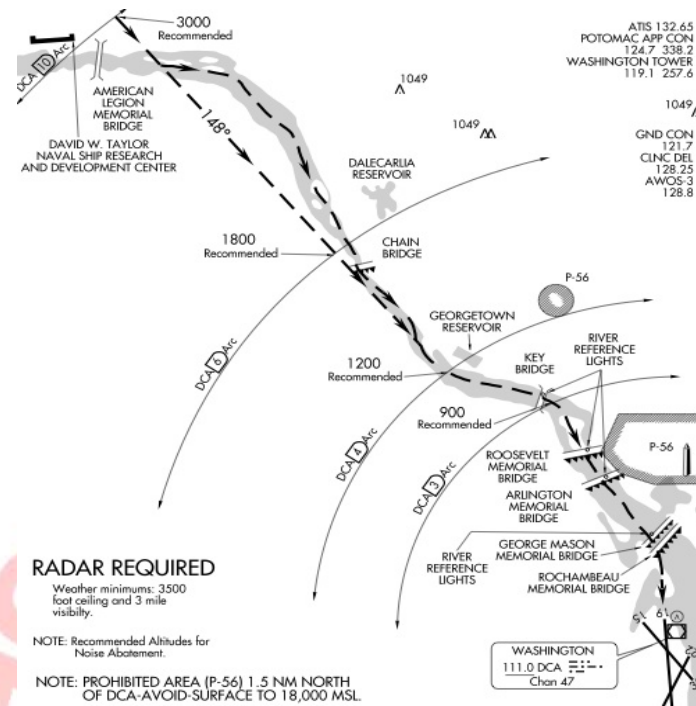 3000
Recommended
ATIS 132.65
POTOMAC APP CON
124.7 338.2
WASHINGTON TOWER
119.1 257.6
DCA 10 Arc
AMERICAN
LEGION
MEMORIAL
BRIDGE
1049
1049
1049
148°
GND CON
121.7
CLNC DEL
128.25
AWOS-3
128.8
DAVID W. TAYLOR
NAVAL SHIP RESEARCH
AND DEVELOPMENT CENTER
DALECARLIA
RESERVOIR
1800
Recommended
CHAIN
BRIDGE
P-56
GEORGETOWN
RESERVOIR
RIVER
REFERENCE
LIGHTS
KEY
BRIDGE
DCA 6 Arc
1200
Recommended
900
Recommended
DCA 4 Arc
DCA 3 Arc
P-56
ROOSEVELT
MEMORIAL
BRIDGE
ARLINGTON
MEMORIAL
BRIDGE
GEORGE MASON
MEMORIAL BRIDGE
RIVER
REFERENCE
LIGHTS
ROCHAMBEAU
MEMORIAL BRIDGE
RADAR REQUIRED
Weather minimums: 3500
foot ceiling and 3 mile
visibilty.
NOTE: Recommended Altitudes for
Noise Abatement.
15
19
V
22
WASHINGTON
111.0 DCA
Chan 47
NOTE: PROHIBITED AREA (P-56) 1.5 NM NORTH
OF DCA-AVOID-SURFACE TO 18,000 MSL.